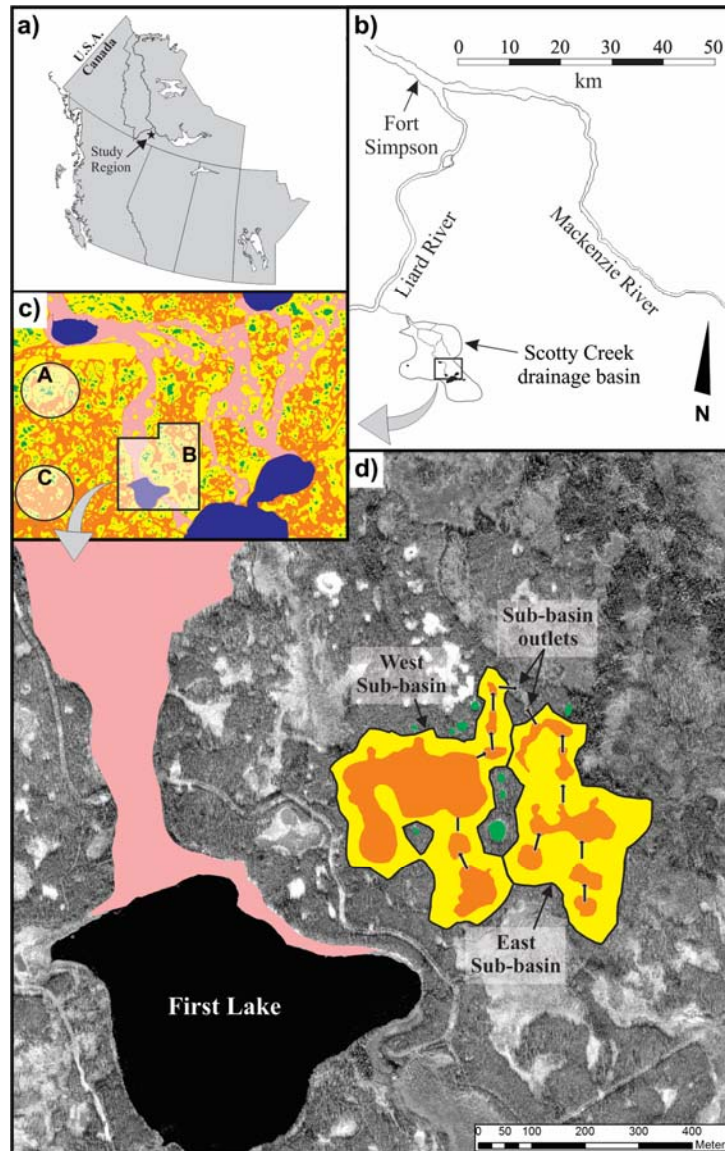 a)
U.S.A.
Canada
Study
Region
b)
0 10 20 30 40 50
km
Fort
Simpson
Liard River
Mackenzie River
Scotty Creek
drainage basin
N
c)
A
B
C
d)
Sub-basin
outlets
West
Sub-basin
East
Sub-basin
First Lake
0 50 100 200 300 400
Meter